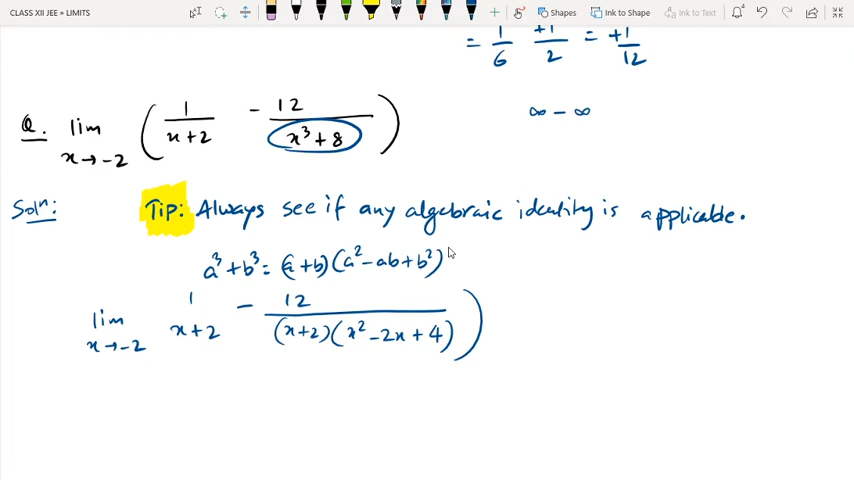 CLASS XII JEE » LIMITS Shapes Ink to Shape Ink to Text
= 1/6 +1/2 = +1/12
Q. lim x→-2 ( 1/(x+2) - 12/(x³+8) ) ∞ - ∞
Soln: Tip: Always see if any algebraic identity is applicable.
a³+b³ = (a+b)(a²-ab+b²)
lim x→-2 1/(x+2) - 12/((x+2)(x²-2x+4)) )